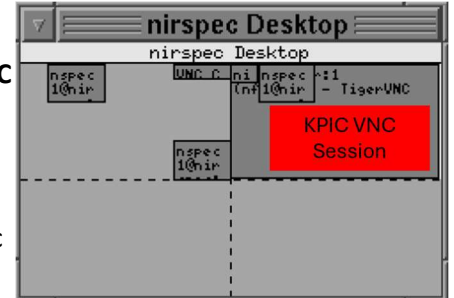 nirspec Desktop
nirspec Desktop
nspec
1@nir
VNC C
ni
(nf
nspec
1@nir
:1
- TigerVNC
KPIC VNC
Session
nspec
1@nir
C
C